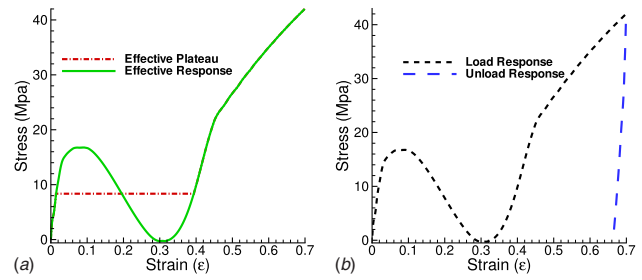 40
30
20
10
0
Stress (Mpa)
Effective Plateau
Effective Response
0 0.1 0.2 0.3 0.4 0.5 0.6 0.7
Strain (ε)
(a)
40
30
20
10
0
Stress (Mpa)
Load Response
Unload Response
0 0.1 0.2 0.3 0.4 0.5 0.6 0.7
Strain (ε)
(b)